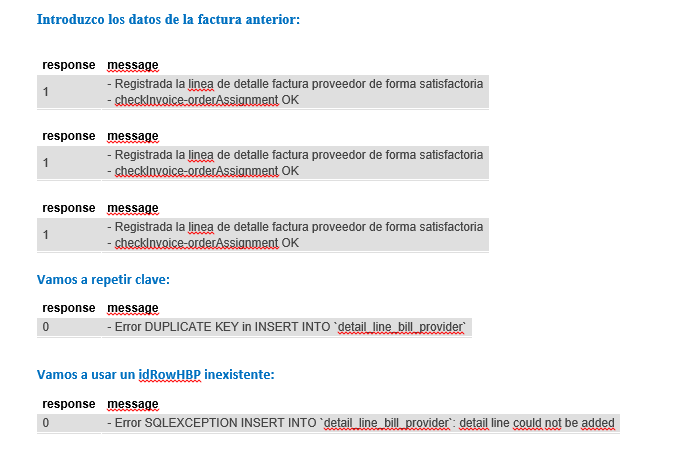 Introduzco los datos de la factura anterior:
response message
1 - Registrada la linea de detalle factura proveedor de forma satisfactoria
- checkInvoice-orderAssignment OK
response message
1 - Registrada la linea de detalle factura proveedor de forma satisfactoria
- checkInvoice-orderAssignment OK
response message
1 - Registrada la linea de detalle factura proveedor de forma satisfactoria
- checkInvoice-orderAssignment OK
Vamos a repetir clave:
response message
0 - Error DUPLICATE KEY in INSERT INTO `detail_line_bill_provider`
Vamos a usar un idRowHBP inexistente:
response message
0 - Error SQLEXCEPTION INSERT INTO `detail_line_bill_provider`: detail line could not be added